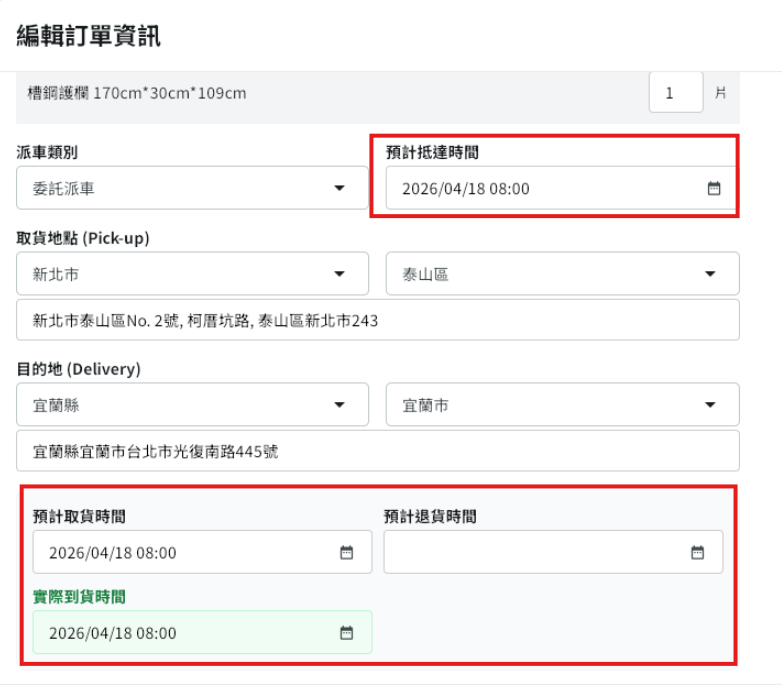 編輯訂單資訊
槽鋼護欄 170cm*30cm*109cm 1 片
派車類別 預計抵達時間
委託派車 2026/04/18 08:00
取貨地點 (Pick-up)
新北市 泰山區
新北市泰山區No. 2號, 柯厝坑路, 泰山區新北市243
目的地 (Delivery)
宜蘭縣 宜蘭市
宜蘭縣宜蘭市台北市光復南路445號
預計取貨時間 預計退貨時間
2026/04/18 08:00
實際到貨時間
2026/04/18 08:00